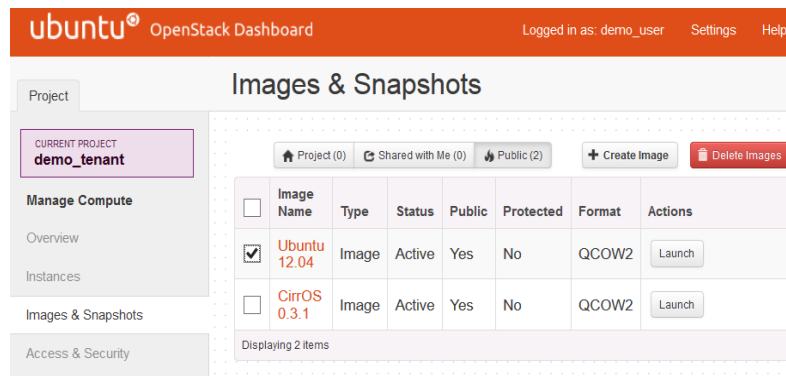 ubuntu® OpenStack Dashboard Logged in as: demo_user Settings Help
Project
Images & Snapshots
CURRENT PROJECT
demo_tenant
Project (0) Shared with Me (0) Public (2) Create Image Delete Images
Manage Compute
Overview
Instances
Images & Snapshots
Access & Security
Image Name Type Status Public Protected Format Actions
Ubuntu 12.04 Image Active Yes No QCOW2 Launch
CirrOS 0.3.1 Image Active Yes No QCOW2 Launch
Displaying 2 items